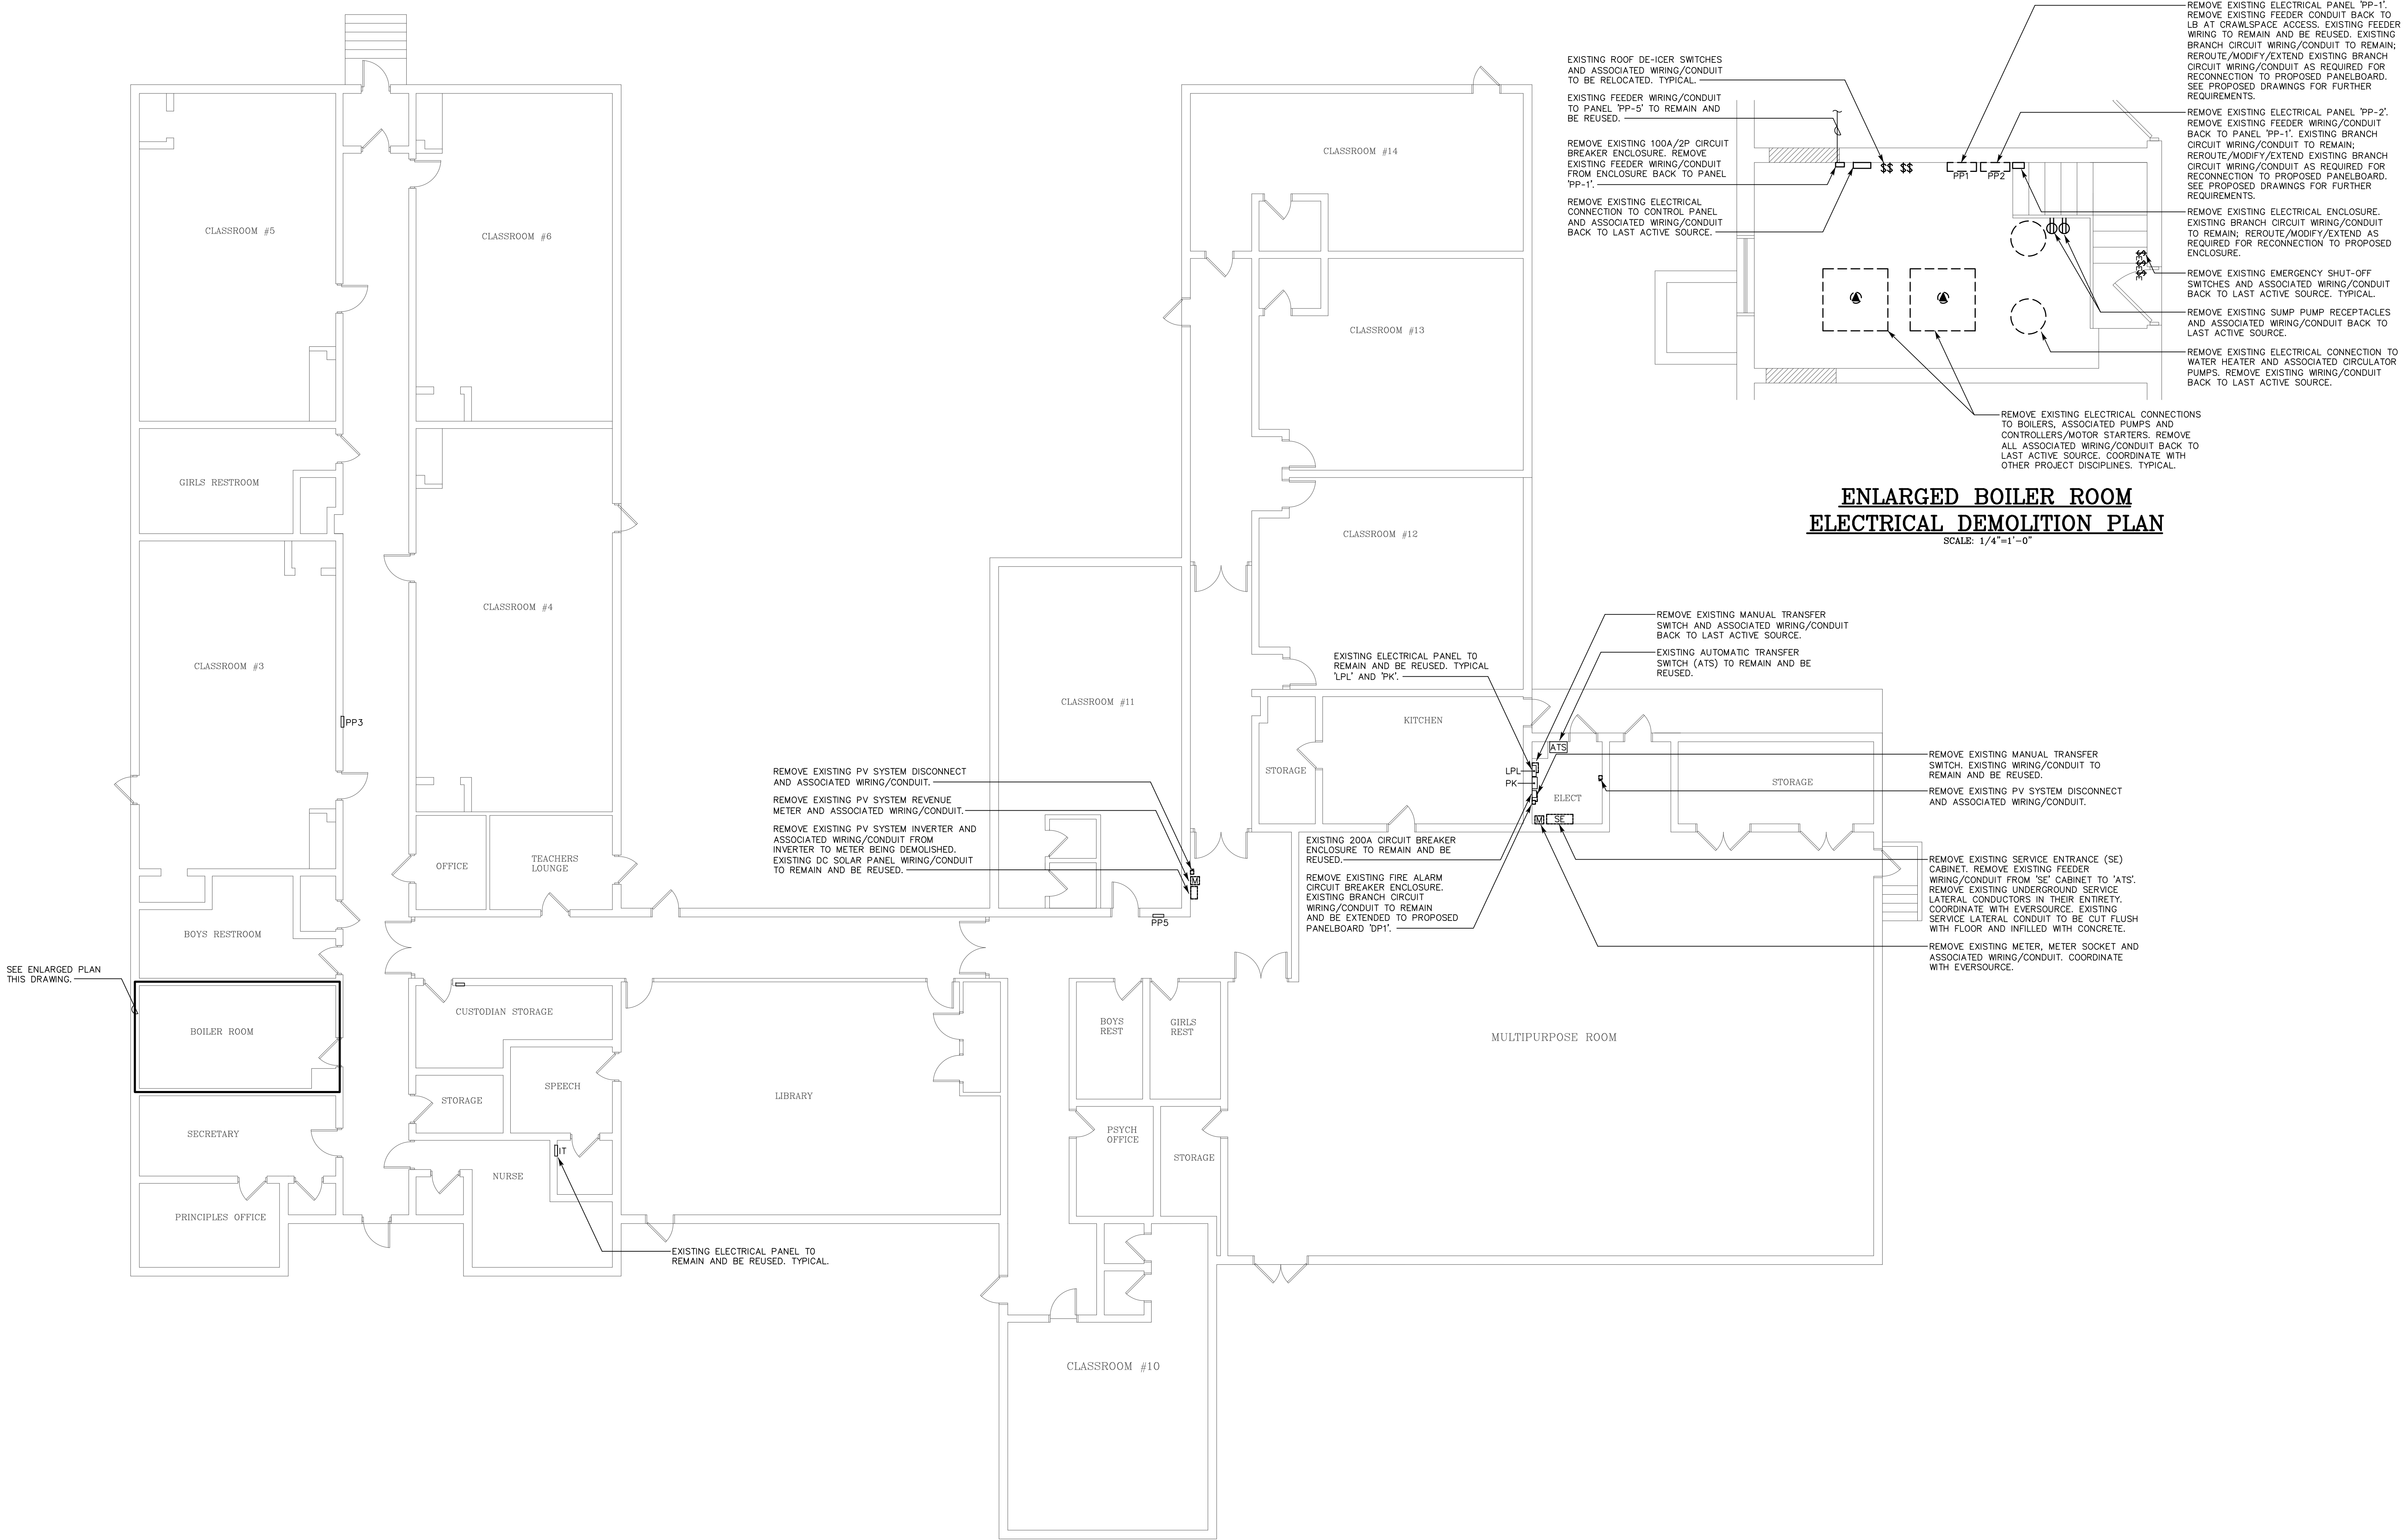 REMOVE EXISTING ELECTRICAL PANEL 'PP-1'.
REMOVE EXISTING FEEDER CONDUIT BACK TO
LB AT CRAWLSPACE ACCESS. EXISTING FEEDER
WIRING TO REMAIN AND BE REUSED. EXISTING
BRANCH CIRCUIT WIRING/CONDUIT TO REMAIN;
REROUTE/MODIFY/EXTEND EXISTING BRANCH
CIRCUIT WIRING/CONDUIT AS REQUIRED FOR
RECONNECTION TO PROPOSED PANELBOARD.
SEE PROPOSED DRAWINGS FOR FURTHER
REQUIREMENTS.
REMOVE EXISTING ELECTRICAL PANEL 'PP-2'.
REMOVE EXISTING FEEDER WIRING/CONDUIT
BACK TO PANEL 'PP-1'. EXISTING BRANCH
CIRCUIT WIRING/CONDUIT TO REMAIN;
REROUTE/MODIFY/EXTEND EXISTING BRANCH
CIRCUIT WIRING/CONDUIT AS REQUIRED FOR
RECONNECTION TO PROPOSED PANELBOARD.
SEE PROPOSED DRAWINGS FOR FURTHER
REQUIREMENTS.
REMOVE EXISTING ELECTRICAL ENCLOSURE.
EXISTING BRANCH CIRCUIT WIRING/CONDUIT
TO REMAIN; REROUTE/MODIFY/EXTEND AS
REQUIRED FOR RECONNECTION TO PROPOSED
ENCLOSURE.
REMOVE EXISTING EMERGENCY SHUT-OFF
SWITCHES AND ASSOCIATED WIRING/CONDUIT
BACK TO LAST ACTIVE SOURCE. TYPICAL.
REMOVE EXISTING SUMP PUMP RECEPTACLES
AND ASSOCIATED WIRING/CONDUIT BACK TO
LAST ACTIVE SOURCE.
REMOVE EXISTING ELECTRICAL CONNECTION TO
WATER HEATER AND ASSOCIATED CIRCULATOR
PUMPS. REMOVE EXISTING WIRING/CONDUIT
BACK TO LAST ACTIVE SOURCE.
REMOVE EXISTING ELECTRICAL CONNECTIONS
TO BOILERS, ASSOCIATED PUMPS AND
CONTROLLERS/MOTOR STARTERS. REMOVE
ALL ASSOCIATED WIRING/CONDUIT BACK TO
LAST ACTIVE SOURCE. COORDINATE WITH
OTHER PROJECT DISCIPLINES. TYPICAL.
EXISTING ROOF DE-ICER SWITCHES
AND ASSOCIATED WIRING/CONDUIT
TO BE RELOCATED. TYPICAL.
EXISTING FEEDER WIRING/CONDUIT
TO PANEL 'PP-5' TO REMAIN AND
BE REUSED.
REMOVE EXISTING 100A/2P CIRCUIT
BREAKER ENCLOSURE. REMOVE
EXISTING FEEDER WIRING/CONDUIT
FROM ENCLOSURE BACK TO PANEL
'PP-1'.
REMOVE EXISTING ELECTRICAL
CONNECTION TO CONTROL PANEL
AND ASSOCIATED WIRING/CONDUIT
BACK TO LAST ACTIVE SOURCE.
$$ $$
PP1
PP2
ENLARGED BOILER ROOM
ELECTRICAL DEMOLITION PLAN
SCALE: 1/4"=1'-0"
CLASSROOM #5
CLASSROOM #6
CLASSROOM #14
CLASSROOM #13
GIRLS RESTROOM
CLASSROOM #12
CLASSROOM #4
CLASSROOM #3
PP3
CLASSROOM #11
OFFICE
TEACHERS
LOUNGE
BOYS RESTROOM
REMOVE EXISTING PV SYSTEM DISCONNECT
AND ASSOCIATED WIRING/CONDUIT.
REMOVE EXISTING PV SYSTEM REVENUE
METER AND ASSOCIATED WIRING/CONDUIT.
REMOVE EXISTING PV SYSTEM INVERTER AND
ASSOCIATED WIRING/CONDUIT FROM
INVERTER TO METER BEING DEMOLISHED.
EXISTING DC SOLAR PANEL WIRING/CONDUIT
TO REMAIN AND BE REUSED.
M
PP5
REMOVE EXISTING MANUAL TRANSFER
SWITCH AND ASSOCIATED WIRING/CONDUIT
BACK TO LAST ACTIVE SOURCE.
EXISTING AUTOMATIC TRANSFER
SWITCH (ATS) TO REMAIN AND BE
REUSED.
EXISTING ELECTRICAL PANEL TO
REMAIN AND BE REUSED. TYPICAL
'LPL' AND 'PK'.
KITCHEN
STORAGE
ATS
LPL
PK
ELECT
M
SE
STORAGE
REMOVE EXISTING MANUAL TRANSFER
SWITCH. EXISTING WIRING/CONDUIT TO
REMAIN AND BE REUSED.
REMOVE EXISTING PV SYSTEM DISCONNECT
AND ASSOCIATED WIRING/CONDUIT.
EXISTING 200A CIRCUIT BREAKER
ENCLOSURE TO REMAIN AND BE
REUSED.
REMOVE EXISTING FIRE ALARM
CIRCUIT BREAKER ENCLOSURE.
EXISTING BRANCH CIRCUIT
WIRING/CONDUIT TO REMAIN
AND BE EXTENDED TO PROPOSED
PANELBOARD 'DP1'.
REMOVE EXISTING SERVICE ENTRANCE (SE)
CABINET. REMOVE EXISTING FEEDER
WIRING/CONDUIT FROM 'SE' CABINET TO 'ATS'.
REMOVE EXISTING UNDERGROUND SERVICE
LATERAL CONDUCTORS IN THEIR ENTIRETY.
COORDINATE WITH EVERSOURCE. EXISTING
SERVICE LATERAL CONDUIT TO BE CUT FLUSH
WITH FLOOR AND INFILLED WITH CONCRETE.
REMOVE EXISTING METER, METER SOCKET AND
ASSOCIATED WIRING/CONDUIT. COORDINATE
WITH EVERSOURCE.
SEE ENLARGED PLAN
THIS DRAWING.
BOILER ROOM
CUSTODIAN STORAGE
SPEECH
STORAGE
LIBRARY
BOYS
REST
GIRLS
REST
MULTIPURPOSE ROOM
SECRETARY
PSYCH
OFFICE
STORAGE
NURSE
IT
PRINCIPLES OFFICE
EXISTING ELECTRICAL PANEL TO
REMAIN AND BE REUSED. TYPICAL.
CLASSROOM #10